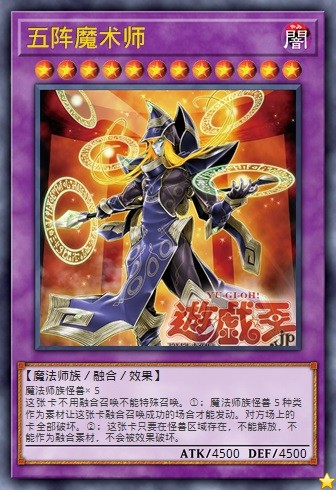 五阵魔术师
闇
YU-GI-OH!
遊戯王
.JP
【魔法师族/融合/效果】
魔法师族怪兽×５
这张卡不用融合召唤不能特殊召唤。①：魔法师族５种类
作为素材让这张卡融合召唤成功的场合才能发动。对方场上的
卡全部破坏。②：这张卡只要在怪兽区域存在，不能解放，不
能作为融合素材，不会被效果破坏。
ATK/4500 DEF/4500